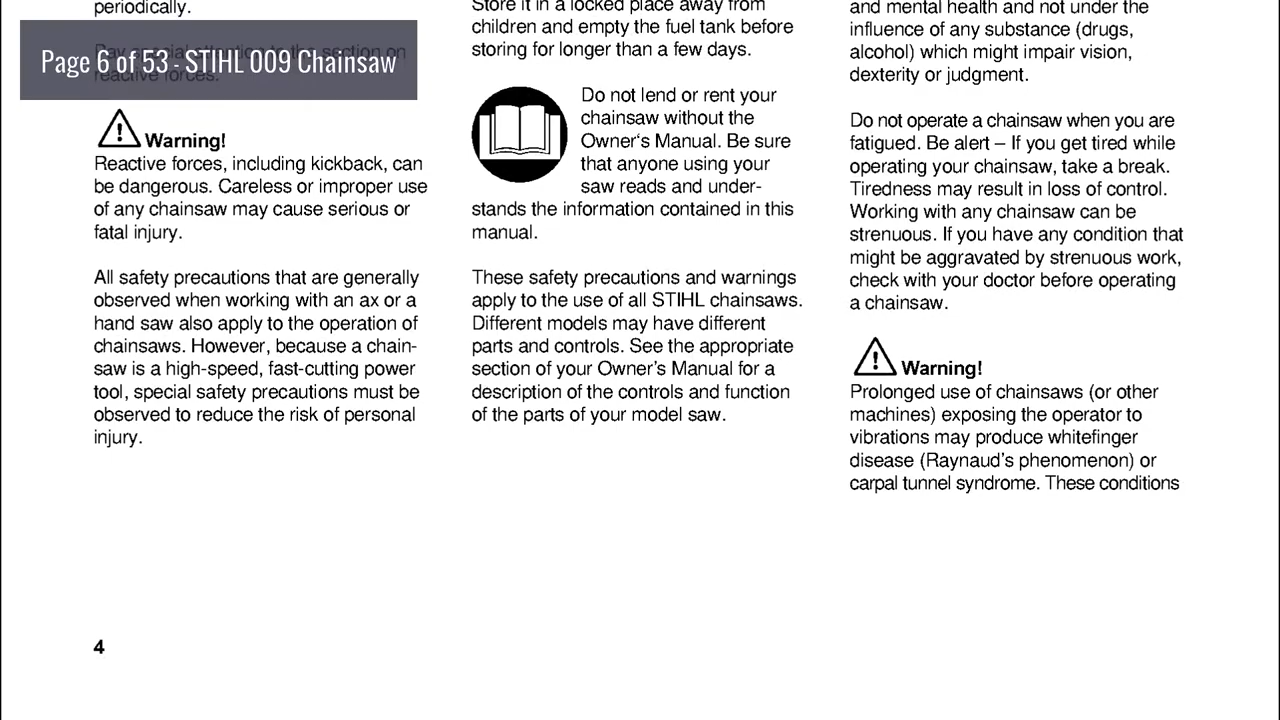 periodically.
Pay special attention to the section on
reactive forces.
Page 6 of 53 - STIHL 009 Chainsaw
Warning!
Reactive forces, including kickback, can
be dangerous. Careless or improper use
of any chainsaw may cause serious or
fatal injury.
All safety precautions that are generally
observed when working with an ax or a
hand saw also apply to the operation of
chainsaws. However, because a chain-
saw is a high-speed, fast-cutting power
tool, special safety precautions must be
observed to reduce the risk of personal
injury.
4
Store it in a locked place away from
children and empty the fuel tank before
storing for longer than a few days.
Do not lend or rent your
chainsaw without the
Owner‘s Manual. Be sure
that anyone using your
saw reads and under-
stands the information contained in this
manual.
These safety precautions and warnings
apply to the use of all STIHL chainsaws.
Different models may have different
parts and controls. See the appropriate
section of your Owner’s Manual for a
description of the controls and function
of the parts of your model saw.
and mental health and not under the
influence of any substance (drugs,
alcohol) which might impair vision,
dexterity or judgment.
Do not operate a chainsaw when you are
fatigued. Be alert – If you get tired while
operating your chainsaw, take a break.
Tiredness may result in loss of control.
Working with any chainsaw can be
strenuous. If you have any condition that
might be aggravated by strenuous work,
check with your doctor before operating
a chainsaw.
Warning!
Prolonged use of chainsaws (or other
machines) exposing the operator to
vibrations may produce whitefinger
disease (Raynaud’s phenomenon) or
carpal tunnel syndrome. These conditions